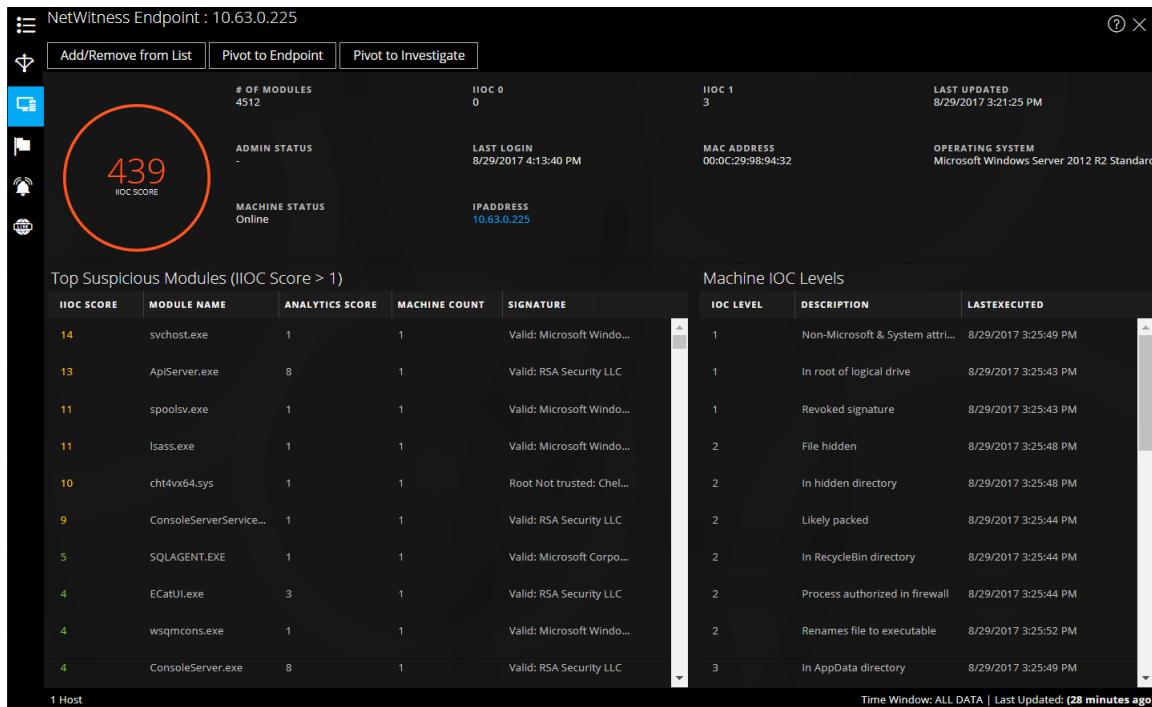 NetWitness Endpoint : 10.63.0.225
Add/Remove from List Pivot to Endpoint Pivot to Investigate
439
IIOC SCORE
# OF MODULES
4512
IIOC 0
0
IIOC 1
3
LAST UPDATED
8/29/2017 3:21:25 PM
ADMIN STATUS
-
LAST LOGIN
8/29/2017 4:13:40 PM
MAC ADDRESS
00:0C:29:98:94:32
OPERATING SYSTEM
Microsoft Windows Server 2012 R2 Standard
MACHINE STATUS
Online
IPADDRESS
10.63.0.225
Top Suspicious Modules (IIOC Score > 1)
IIOC SCORE MODULE NAME ANALYTICS SCORE MACHINE COUNT SIGNATURE
14 svchost.exe 1 1 Valid: Microsoft Windo...
13 ApiServer.exe 8 1 Valid: RSA Security LLC
11 spoolsv.exe 1 1 Valid: Microsoft Windo...
11 lsass.exe 1 1 Valid: Microsoft Windo...
10 cht4vx64.sys 1 1 Root Not trusted: Chel...
9 ConsoleServerService... 1 1 Valid: RSA Security LLC
5 SQLAGENT.EXE 1 1 Valid: Microsoft Corpo...
4 ECatUI.exe 3 1 Valid: RSA Security LLC
4 wsqmcons.exe 1 1 Valid: Microsoft Windo...
4 ConsoleServer.exe 8 1 Valid: RSA Security LLC
Machine IOC Levels
IOC LEVEL DESCRIPTION LASTEXECUTED
1 Non-Microsoft & System attri... 8/29/2017 3:25:49 PM
1 In root of logical drive 8/29/2017 3:25:43 PM
1 Revoked signature 8/29/2017 3:25:43 PM
2 File hidden 8/29/2017 3:25:48 PM
2 In hidden directory 8/29/2017 3:25:48 PM
2 Likely packed 8/29/2017 3:25:44 PM
2 In RecycleBin directory 8/29/2017 3:25:44 PM
2 Process authorized in firewall 8/29/2017 3:25:44 PM
2 Renames file to executable 8/29/2017 3:25:52 PM
3 In AppData directory 8/29/2017 3:25:49 PM
1 Host
Time Window: ALL DATA | Last Updated: (28 minutes ago
LIVE